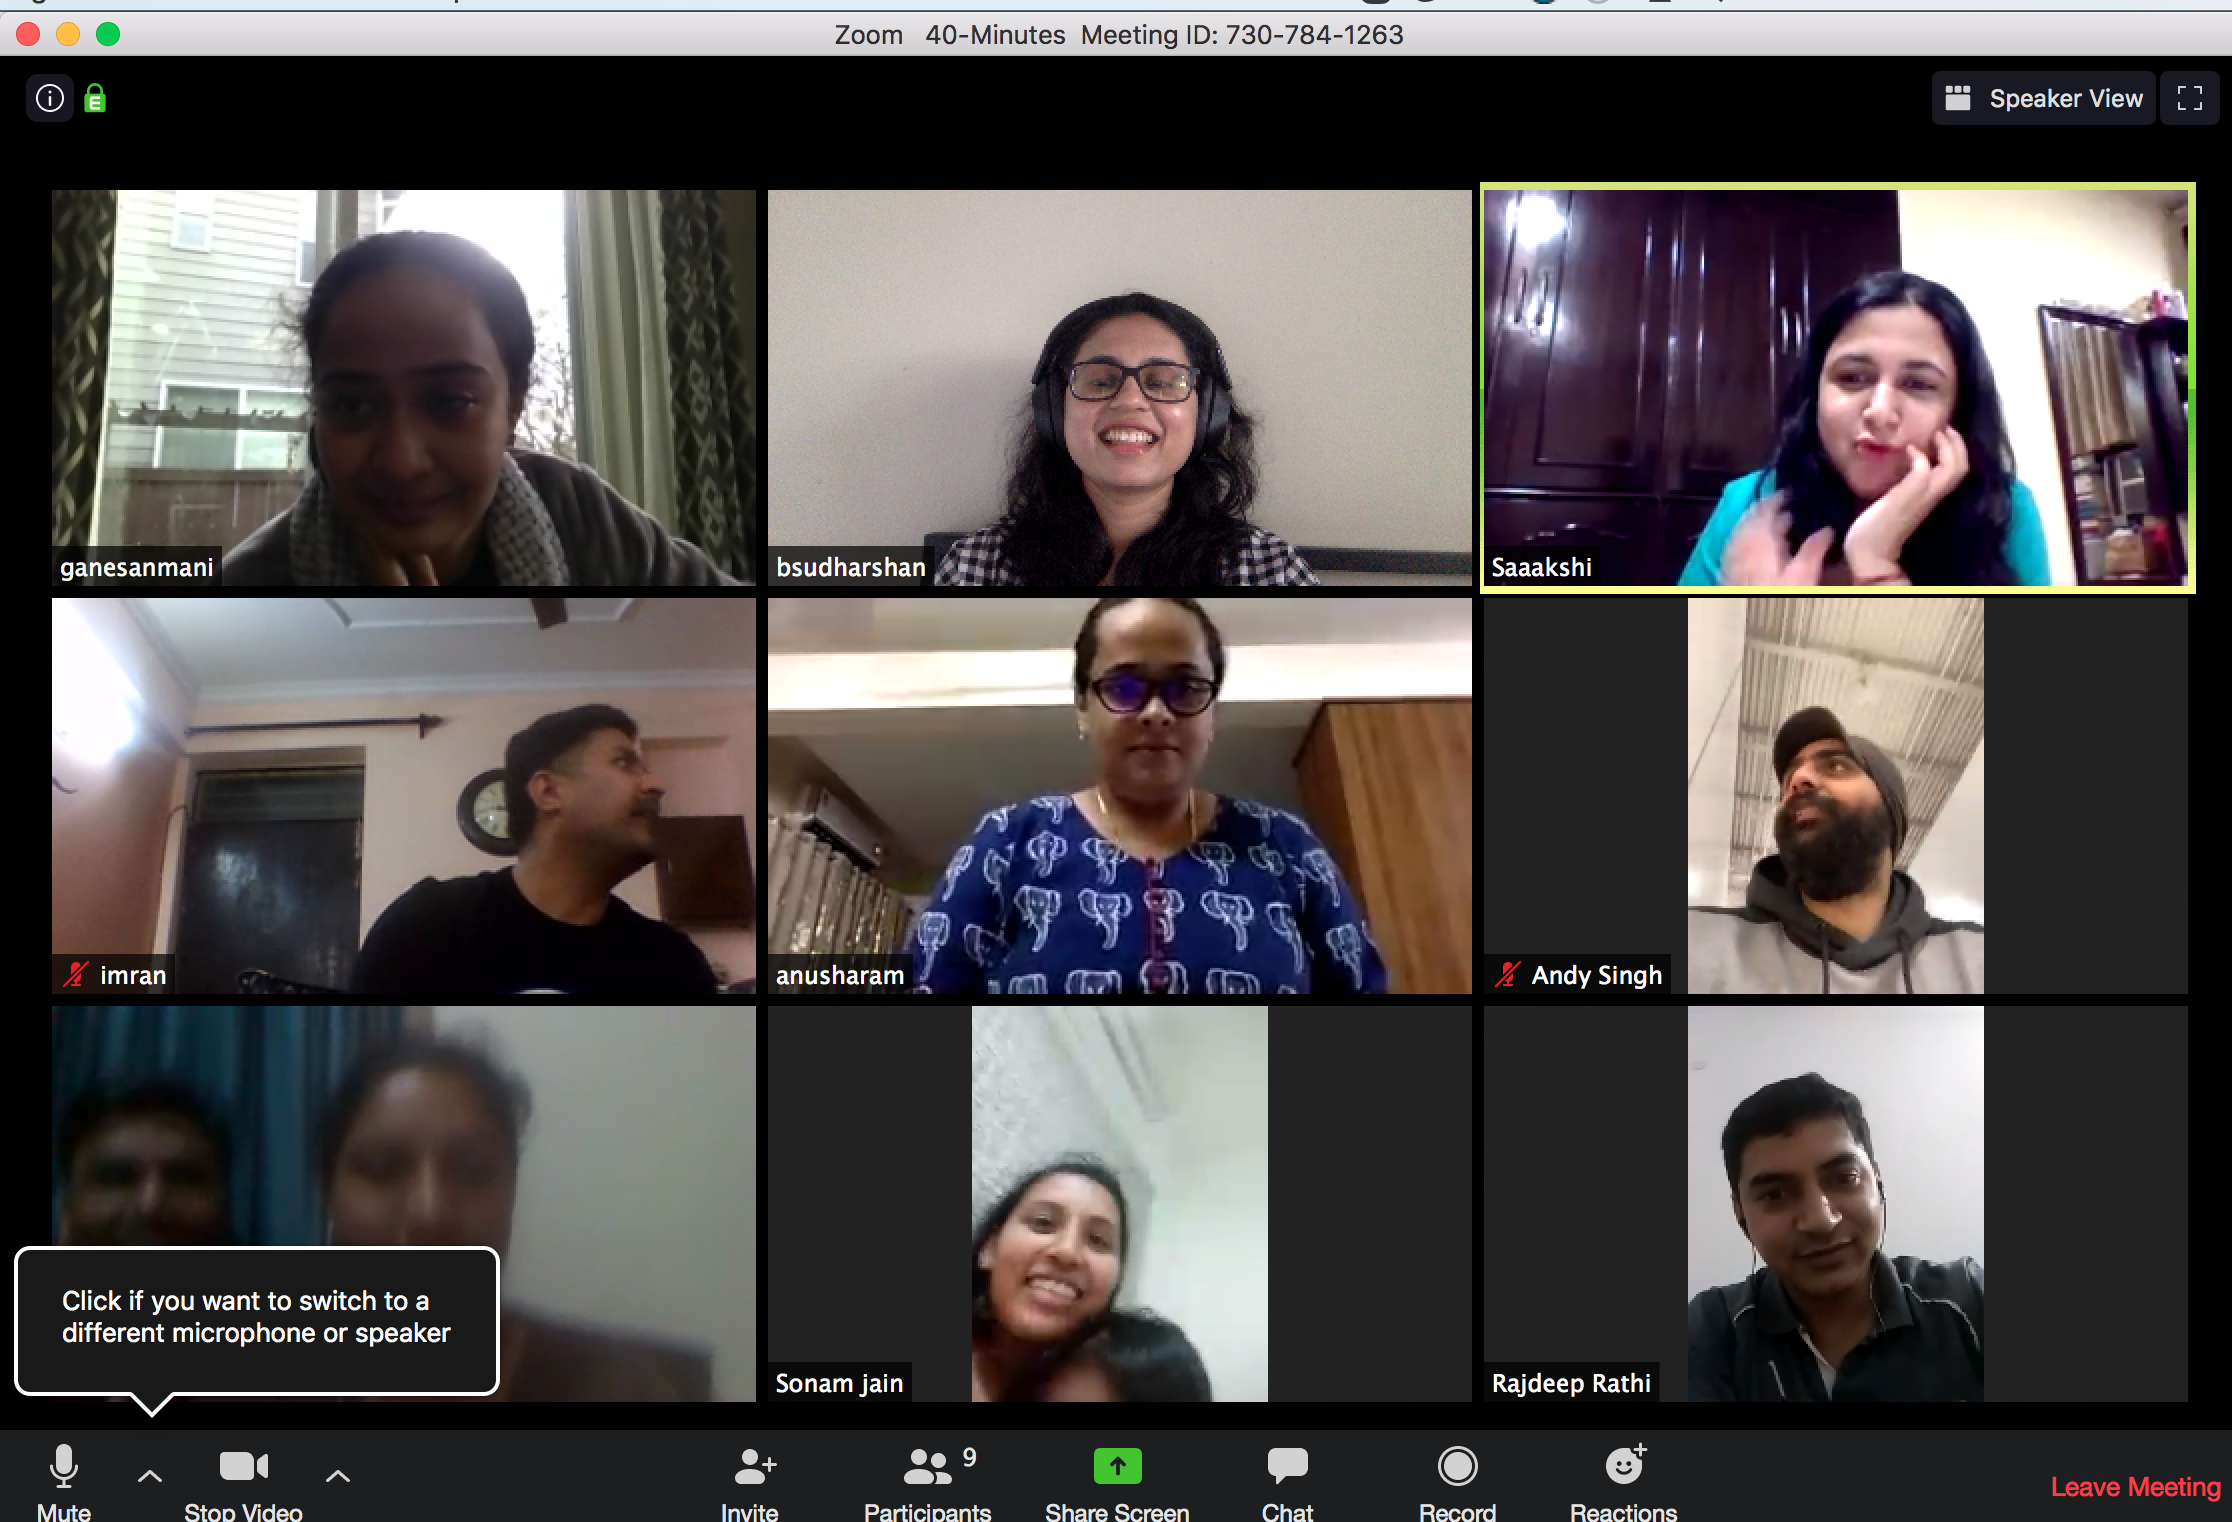 Zoom 40-Minutes Meeting ID: 730-784-1263
Speaker View
ganesanmani
bsudharshan
Saaakshi
imran
anusharam
Andy Singh
Click if you want to switch to a
different microphone or speaker
Sonam jain
Rajdeep Rathi
9
Mute
Stop Video
Invite
Participants
Share Screen
Chat
Record
Reactions
Leave Meeting